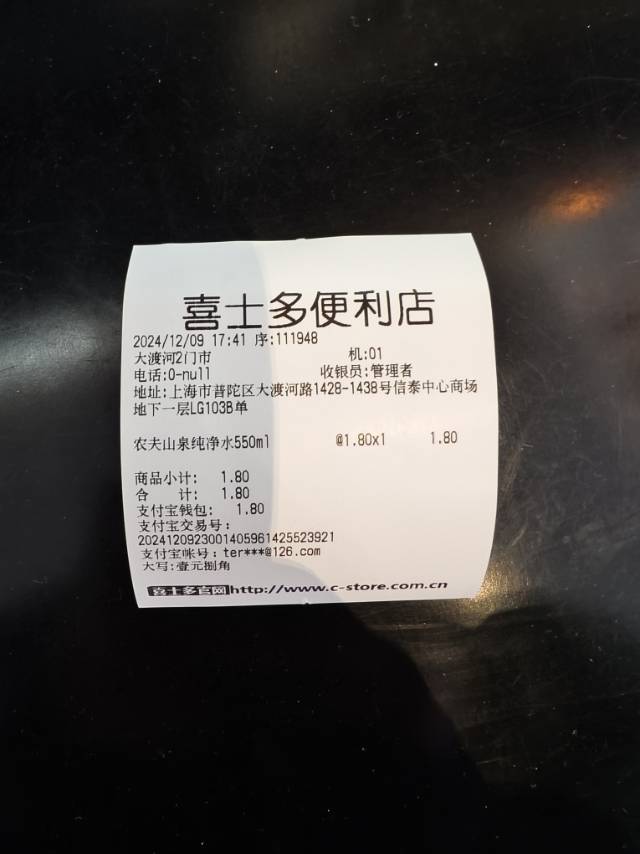 喜士多便利店
2024/12/09 17:41 序:111948
大渡河2门市 机:01
电话:0-null 收银员:管理者
地址:上海市普陀区大渡河路1428-1438号信泰中心商场
地下一层LG103B单
农夫山泉纯净水550ml @1.80x1 1.80
商品小计: 1.80
合 计: 1.80
支付宝钱包: 1.80
支付宝交易号:
2024120923001405961425523921
支付宝帐号:ter***@126.com
大写:壹元捌角
喜士多官网http://www.c-store.com.cn